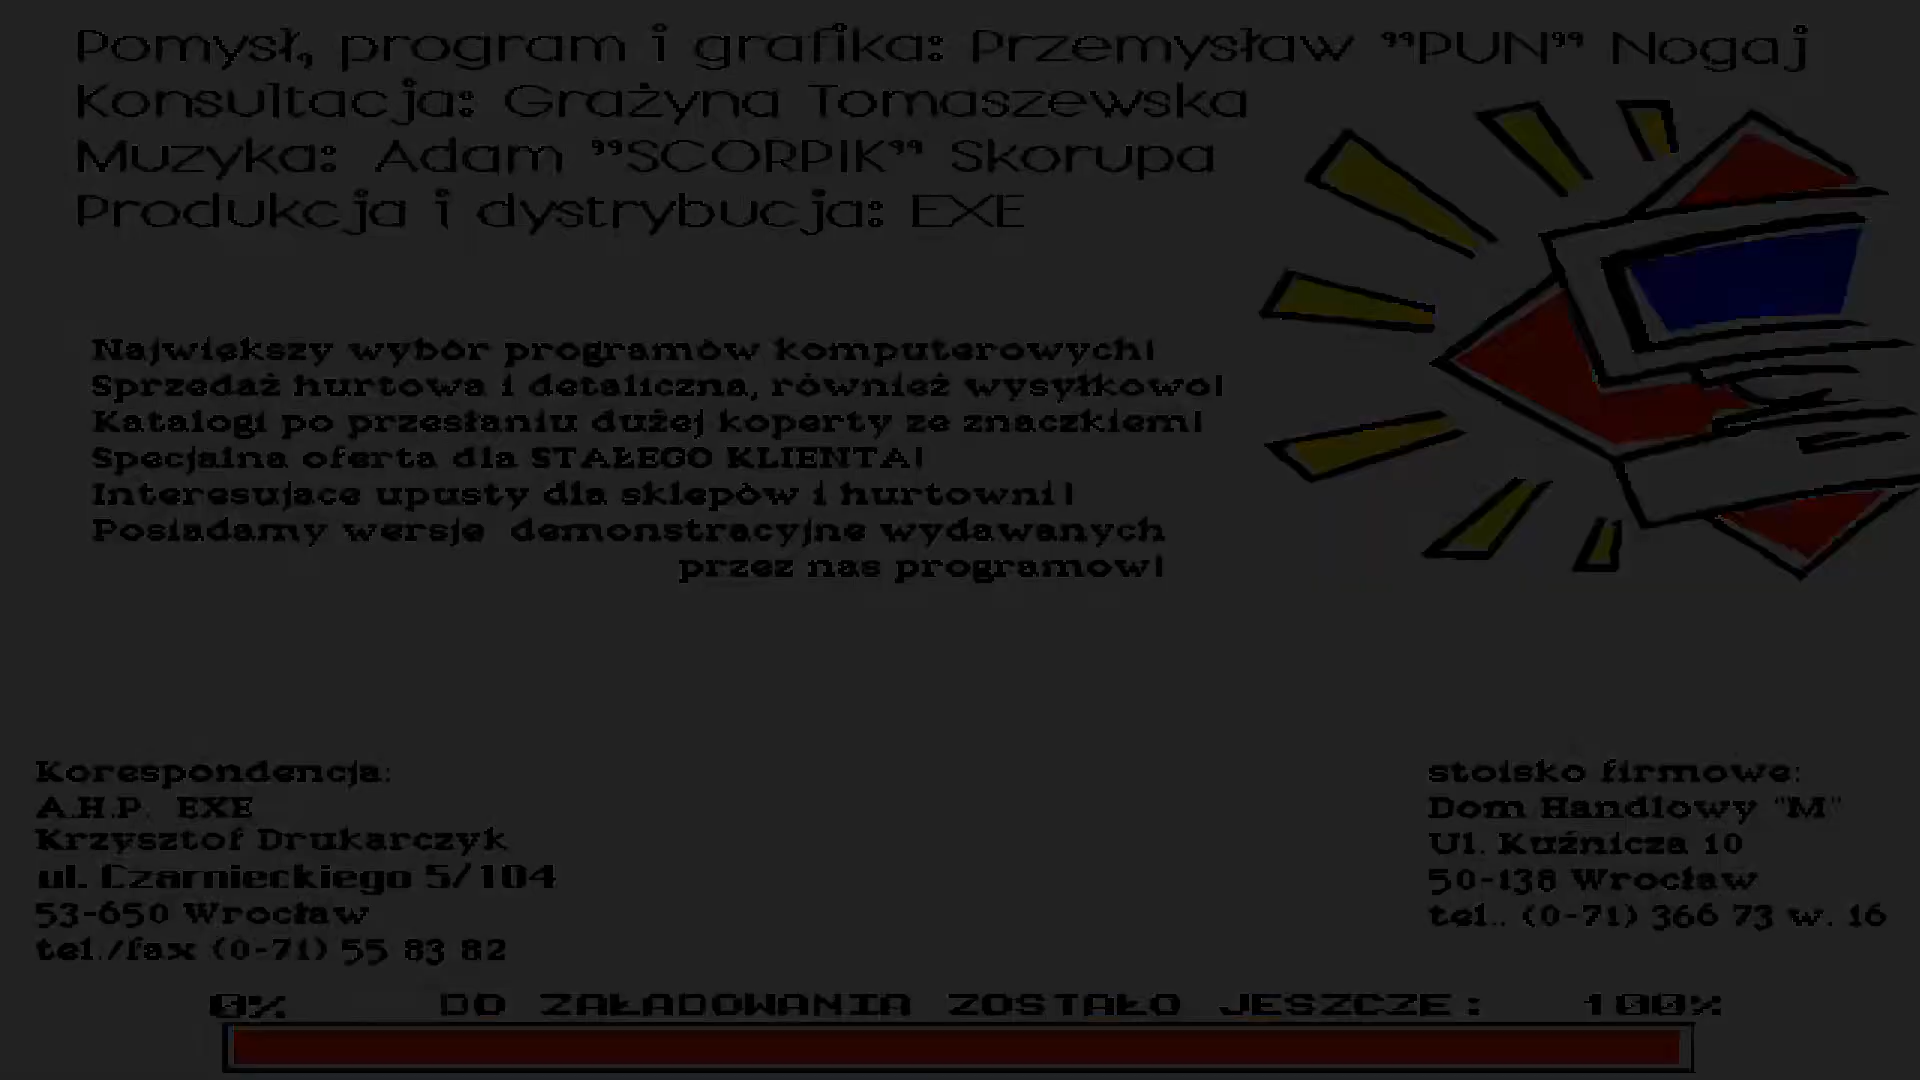 Pomysł, program i grafika: Przemysław "PUN" Nogaj
Konsultacja: Grażyna Tomaszewska
Muzyka: Adam "SCORPIK" Skorupa
Produkcja i dystrybucja: EXE
Największy wybór programów komputerowych!
Sprzedaż hurtowa i detaliczna, również wysyłkowo!
Katalogi po przesłaniu dużej koperty ze znaczkiem!
Specjalna oferta dla STAŁEGO KLIENTA!
Interesujące upusty dla sklepów i hurtowni!
Posiadamy wersje demonstracyjne wydawanych
przez nas programow!
Korespondencja:
A.H.P. EXE
Krzysztof Drukarczyk
ul. Czarnieckiego 5/104
53-650 Wrocław
tel./fax (0-71) 55 83 82
stoisko firmowe:
Dom Handlowy "M"
Ul. Kuźnicza 10
50-138 Wrocław
tel.. (0-71) 366 73 w. 16
0% DO ZAŁADOWANIA ZOSTAŁO JESZCZE: 100%